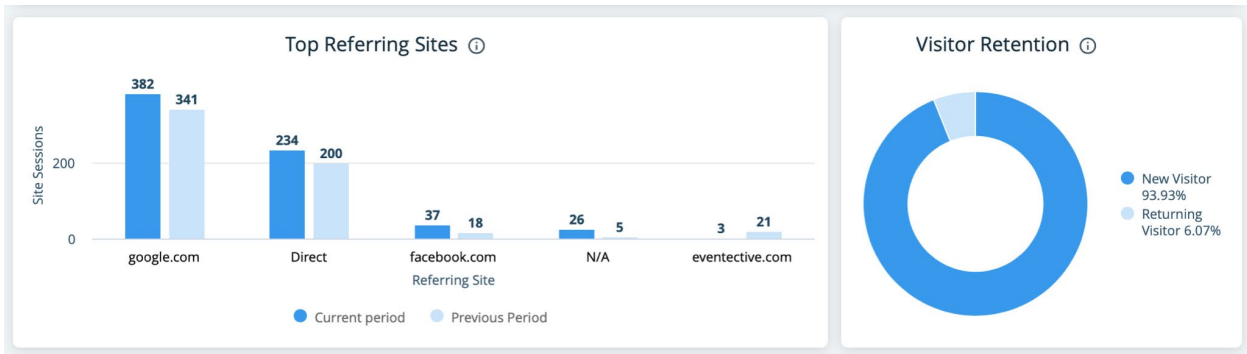 Top Referring Sites
382
341
234
200
37
18
26
5
3
21
Site Sessions
200
0
google.com
Direct
facebook.com
N/A
eventective.com
Referring Site
Current period
Previous Period
Visitor Retention
New Visitor
93.93%
Returning
Visitor 6.07%